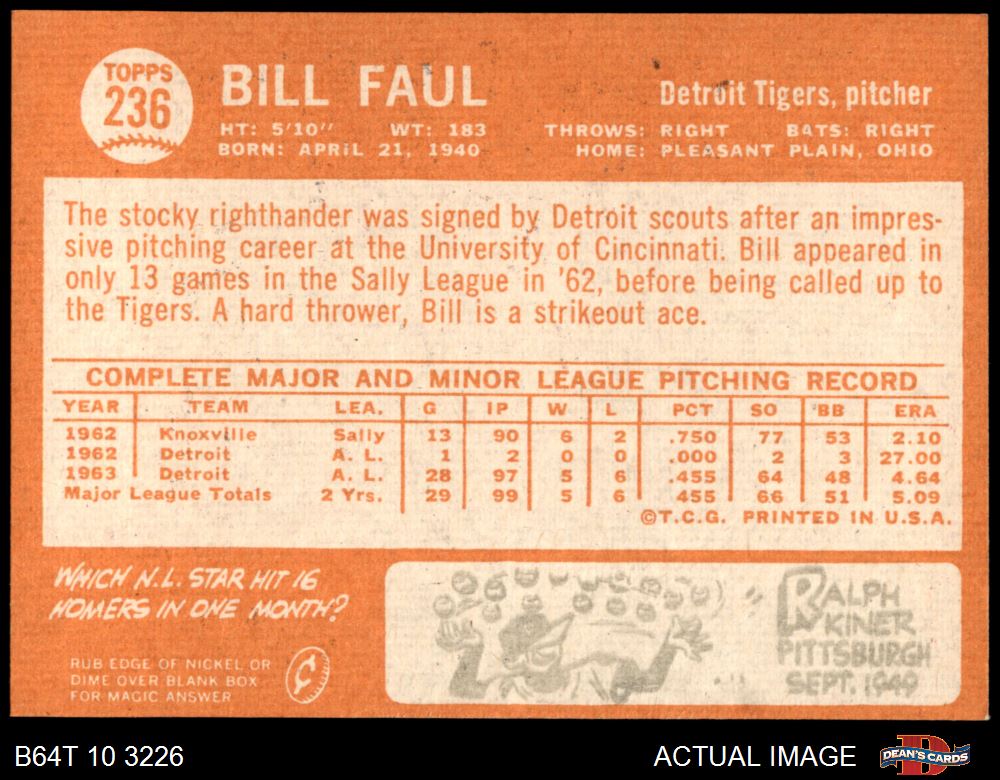 TOPPS
236
BILL FAUL
Detroit Tigers, pitcher
HT: 5'10" WT: 183 THROWS: RIGHT BATS: RIGHT
BORN: APRIL 21, 1940 HOME: PLEASANT PLAIN, OHIO
The stocky righthander was signed by Detroit scouts after an impres-
sive pitching career at the University of Cincinnati. Bill appeared in
only 13 games in the Sally League in '62, before being called up to
the Tigers. A hard thrower, Bill is a strikeout ace.
COMPLETE MAJOR AND MINOR LEAGUE PITCHING RECORD
YEAR TEAM LEA. G IP W L PCT SO BB ERA
1962 Knoxville Sally 13 90 6 2 .750 77 53 2.10
1962 Detroit A. L. 1 2 0 0 .000 2 3 27.00
1963 Detroit A. L. 28 97 5 6 .455 64 48 4.64
Major League Totals 2 Yrs. 29 99 5 6 .455 66 51 5.09
©T.C.G. PRINTED IN U.S.A.
WHICH N.L. STAR HIT 16
HOMERS IN ONE MONTH?
RUB EDGE OF NICKEL OR
DIME OVER BLANK BOX
FOR MAGIC ANSWER
RALPH
KINER
PITTSBURGH
SEPT. 1949
B64T 10 3226
ACTUAL IMAGE
DEAN'S CARDS